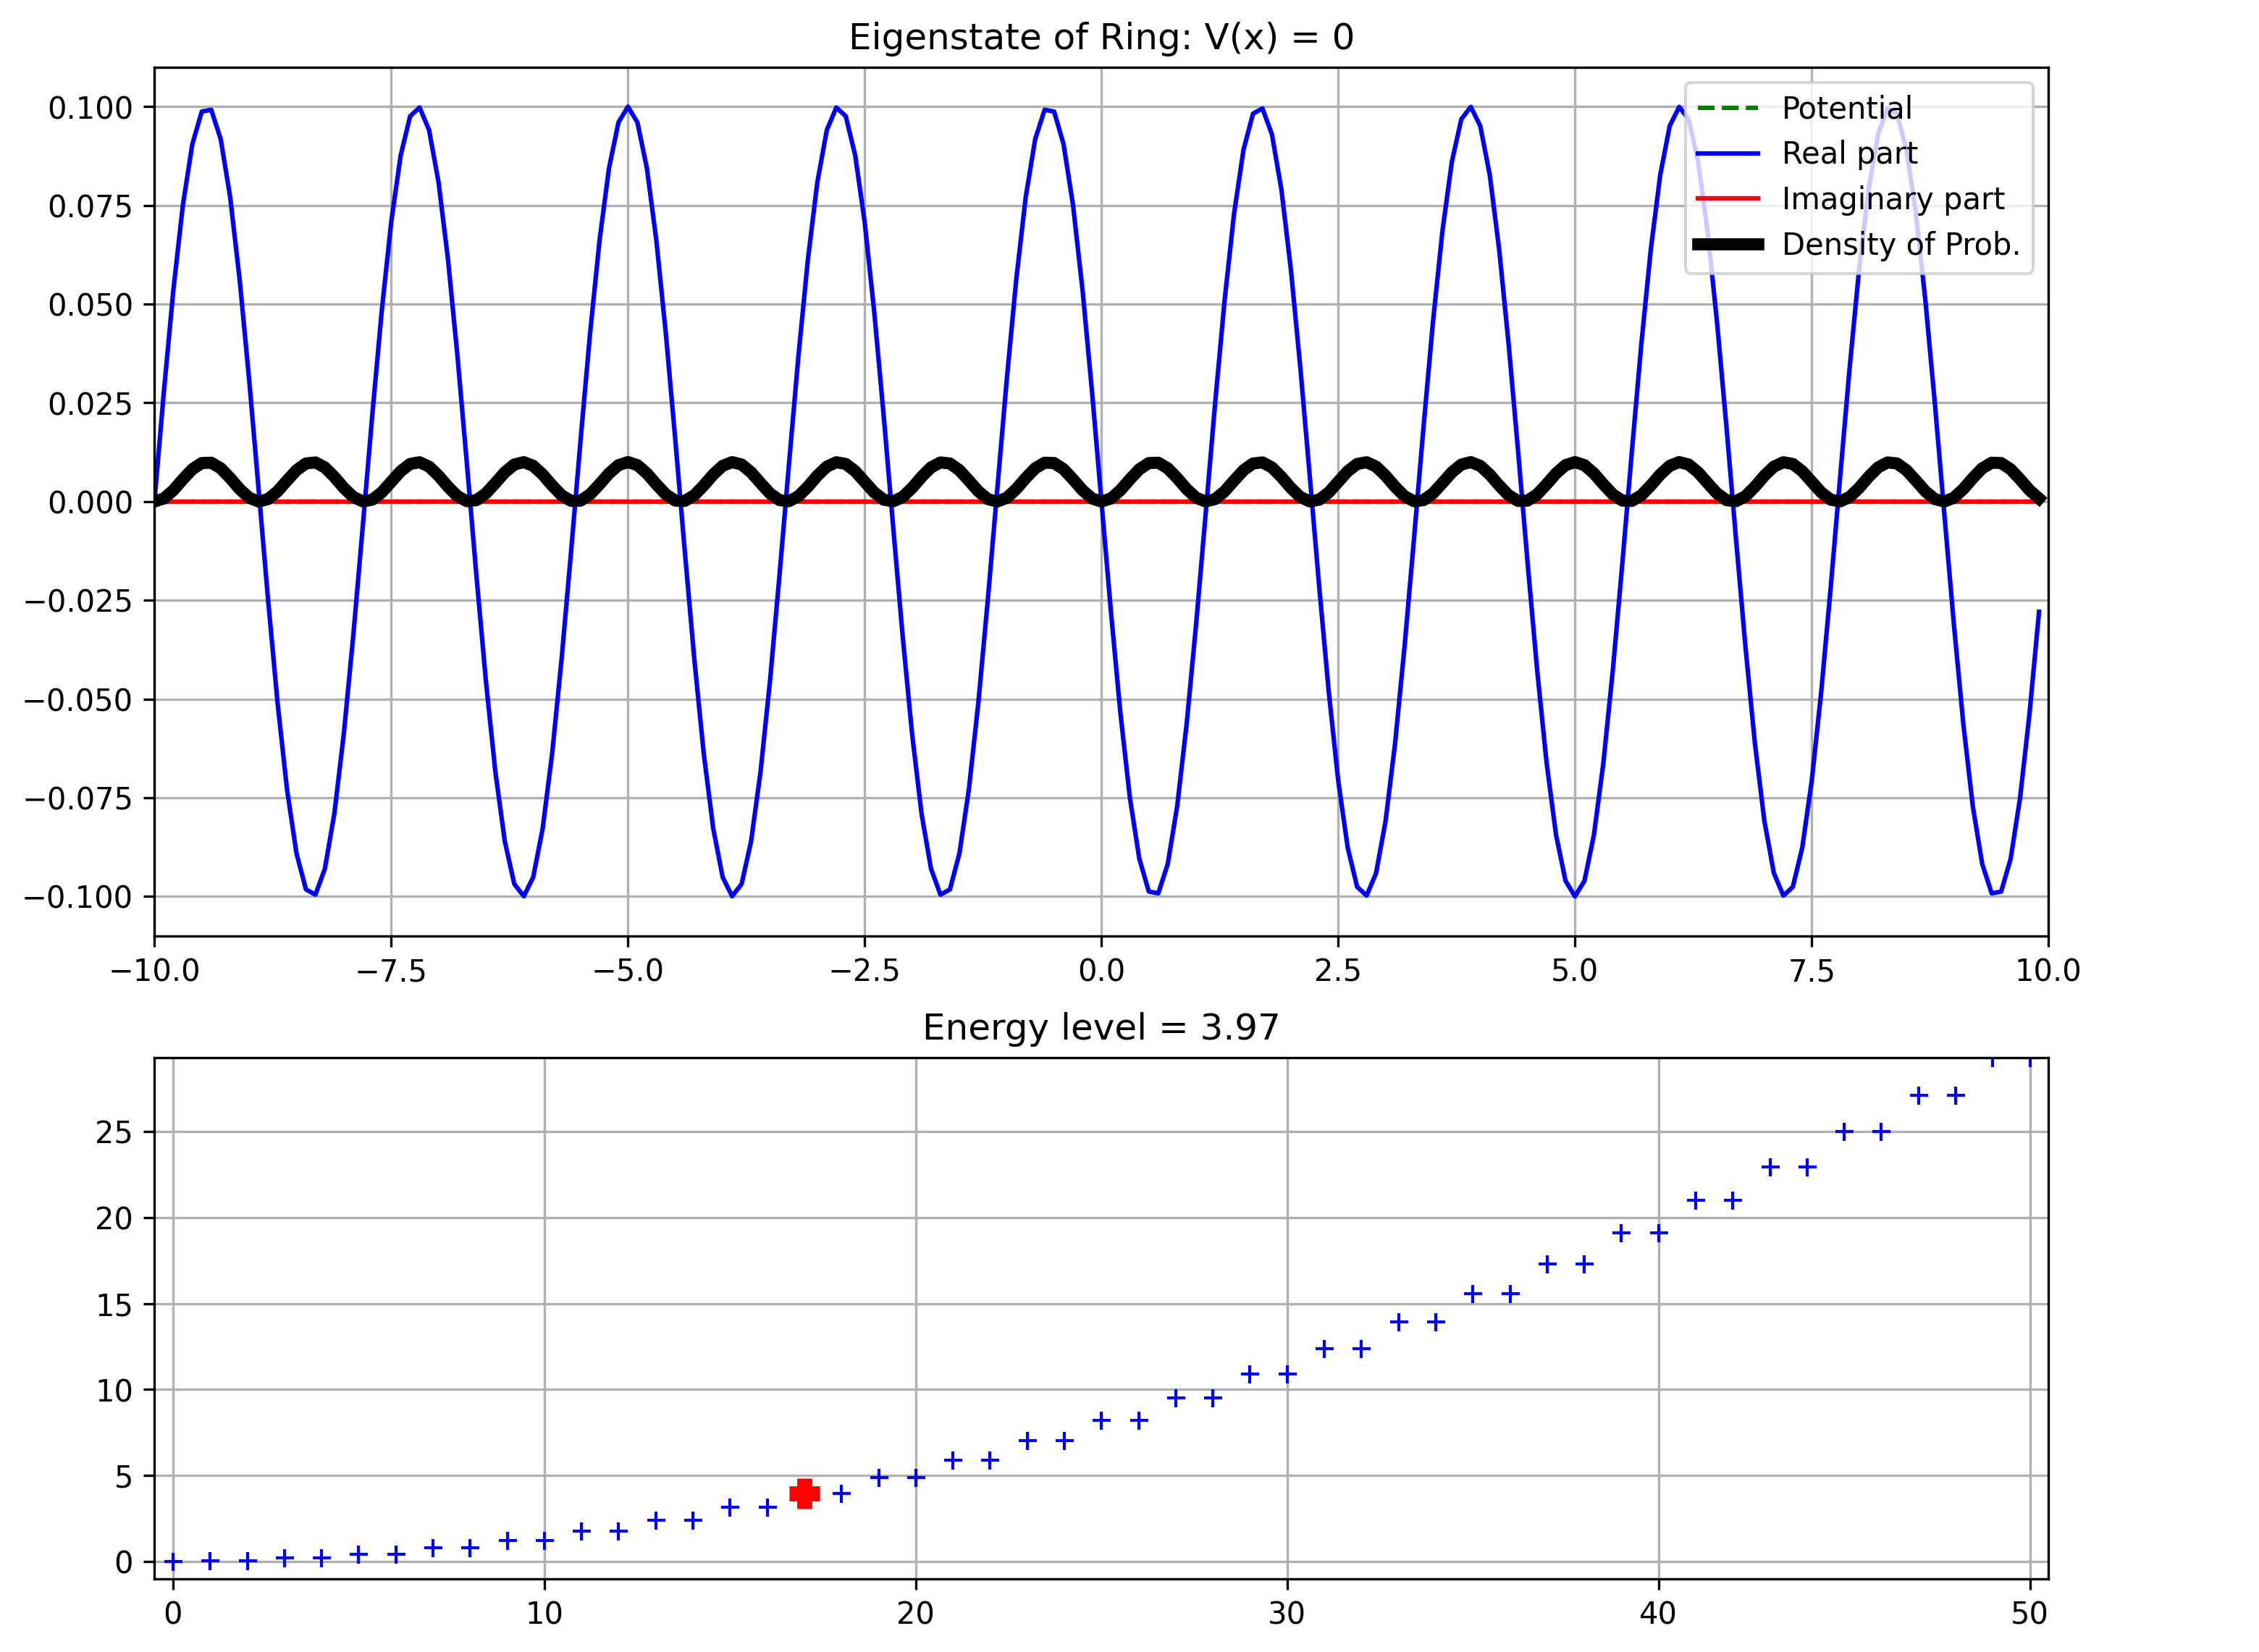 Eigenstate of Ring: V(x) = 0
0.100
0.075
0.050
0.025
0.000
−0.025
−0.050
−0.075
−0.100
Potential
Real part
Imaginary part
Density of Prob.
−10.0 −7.5 −5.0 −2.5 0.0 2.5 5.0 7.5 10.0
Energy level = 3.97
25
20
15
10
5
0
0 10 20 30 40 50